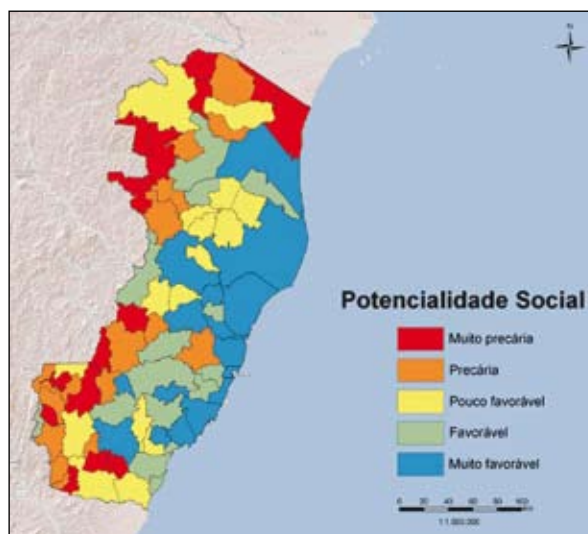 N
Potencialidade Social
Muito precária
Precária
Pouco favorável
Favorável
Muito favorável